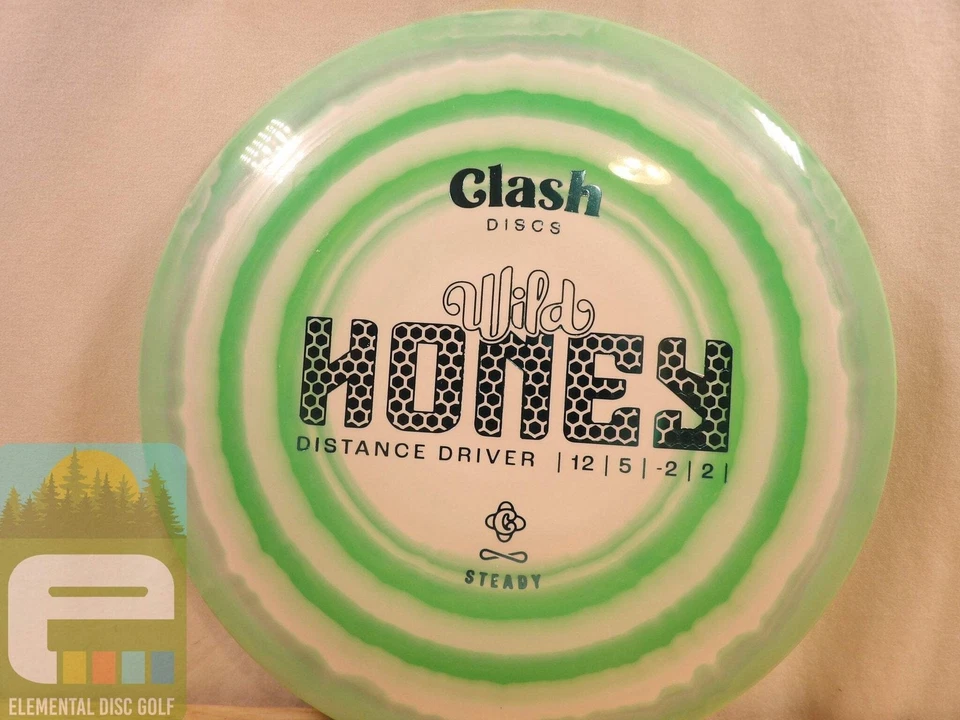 Clash
DISCS
Wild
HONEY
DISTANCE DRIVER | 12 | 5 | -2 | 2 |
C
STEADY
e
ELEMENTAL DISC GOLF